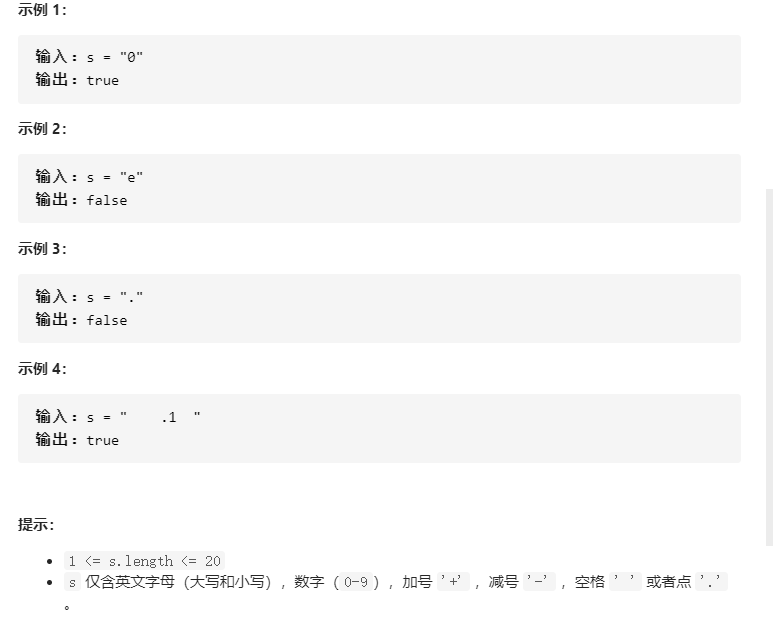 示例 1：
输入：s = "0"
输出：true
示例 2：
输入：s = "e"
输出：false
示例 3：
输入：s = "."
输出：false
示例 4：
输入：s = "    .1  "
输出：true
提示：
1 <= s.length <= 20
s 仅含英文字母（大写和小写），数字（0-9），加号 '+' ，减号 '-' ，空格 ' ' 或者点 '.'
。